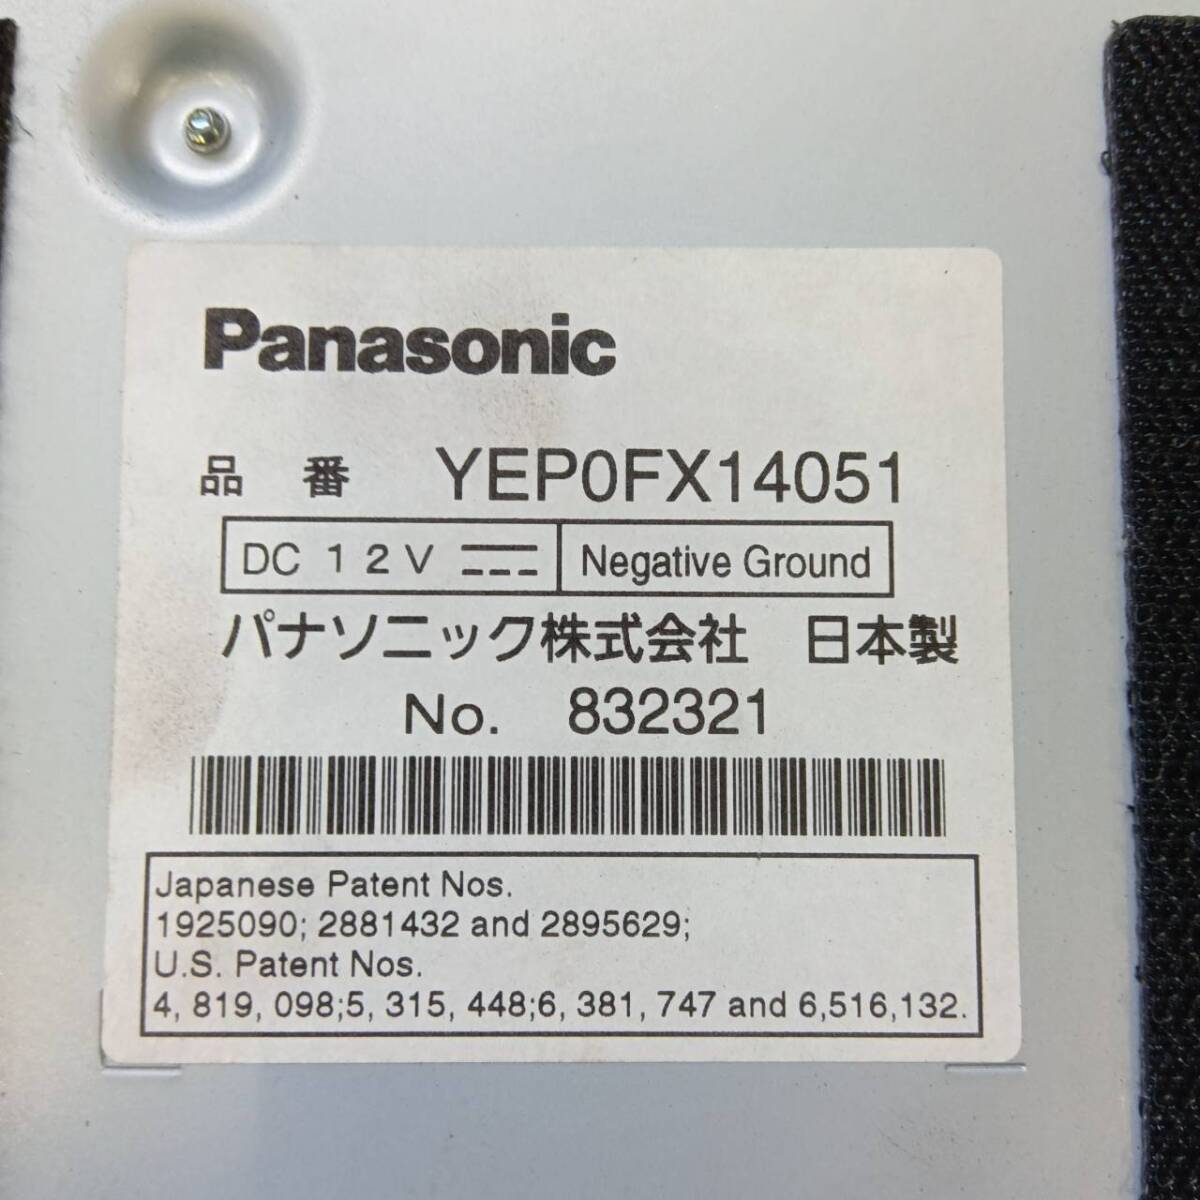 Panasonic
品 番 YEP0FX14051
DC 12V Negative Ground
パナソニック株式会社 日本製
No. 832321
Japanese Patent Nos.
1925090; 2881432 and 2895629;
U.S. Patent Nos.
4, 819, 098;5, 315, 448;6, 381, 747 and 6,516,132.